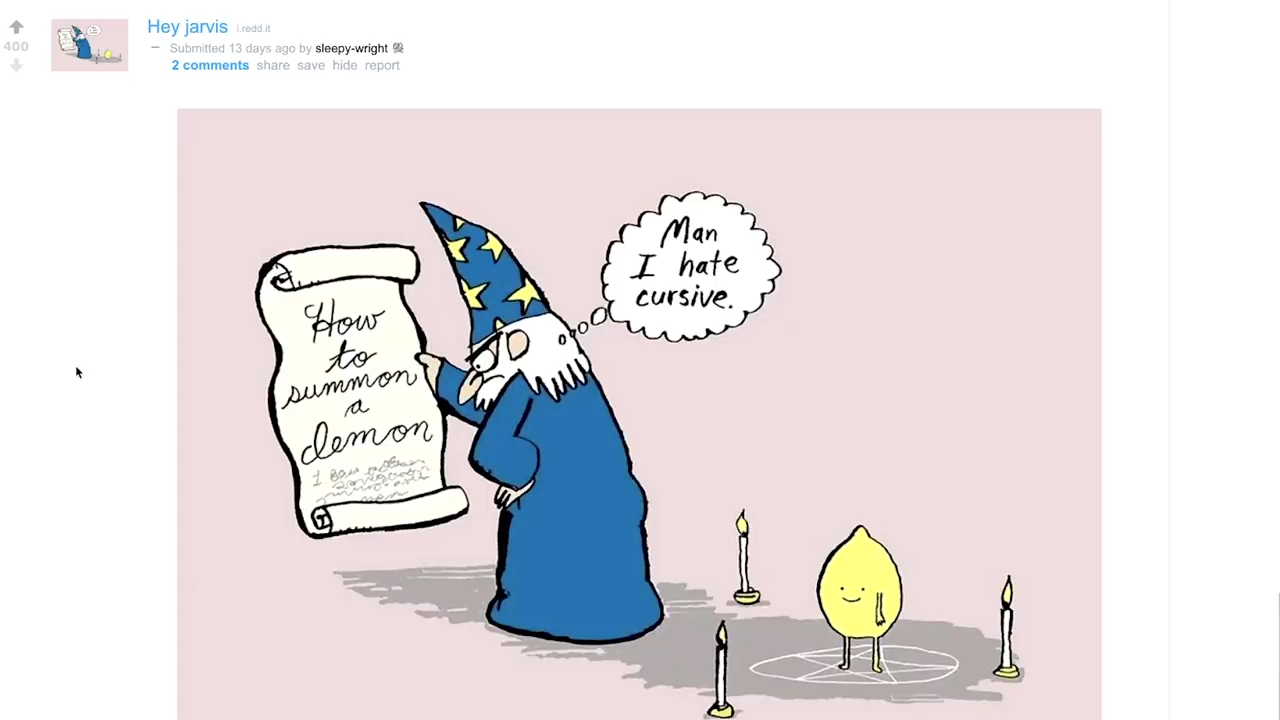 Hey jarvis i.redd.it
400
Submitted 13 days ago by sleepy-wright
2 comments share save hide report
Man
I hate
cursive.
How
to
summon
a
demon